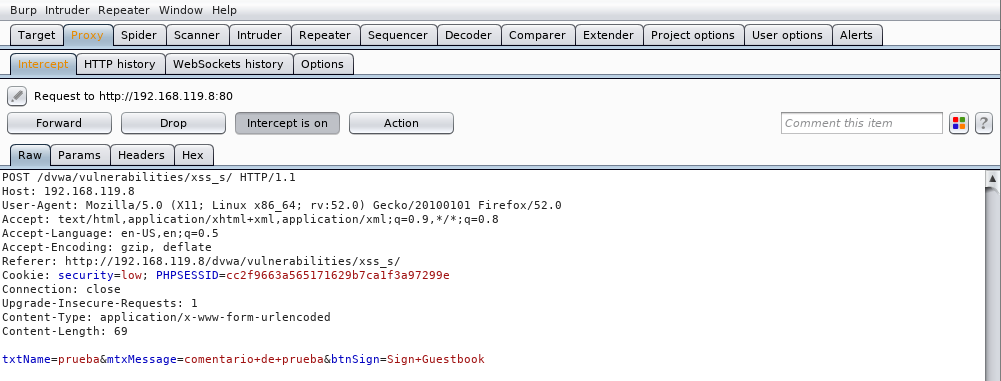 Burp Intruder Repeater Window Help
Target Proxy Spider Scanner Intruder Repeater Sequencer Decoder Comparer Extender Project options User options Alerts
Intercept HTTP history WebSockets history Options
Request to http://192.168.119.8:80
Forward Drop Intercept is on Action Comment this item ?
Raw Params Headers Hex
POST /dvwa/vulnerabilities/xss_s/ HTTP/1.1
Host: 192.168.119.8
User-Agent: Mozilla/5.0 (X11; Linux x86_64; rv:52.0) Gecko/20100101 Firefox/52.0
Accept: text/html,application/xhtml+xml,application/xml;q=0.9,*/*;q=0.8
Accept-Language: en-US,en;q=0.5
Accept-Encoding: gzip, deflate
Referer: http://192.168.119.8/dvwa/vulnerabilities/xss_s/
Cookie: security=low; PHPSESSID=cc2f9663a565171629b7ca1f3a97299e
Connection: close
Upgrade-Insecure-Requests: 1
Content-Type: application/x-www-form-urlencoded
Content-Length: 69
txtName=prueba&mtxMessage=comentario+de+prueba&btnSign=Sign+Guestbook